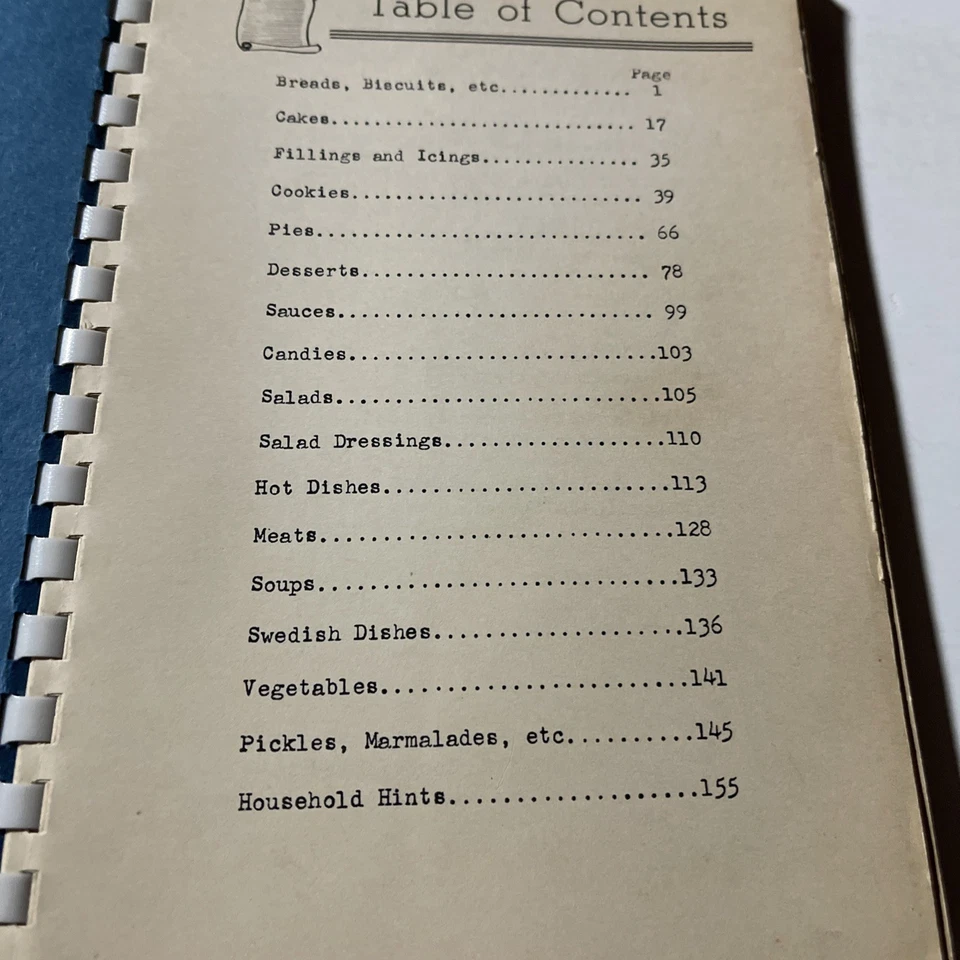 Table of Contents
Page
Breads, Biscuits, etc............. 1
Cakes............................ 17
Fillings and Icings............... 35
Cookies........................... 39
Pies.............................. 66
Desserts........................... 78
Sauces............................. 99
Candies............................103
Salads..............................105
Salad Dressings....................110
Hot Dishes..........................113
Meats...............................128
Soups...............................133
Swedish Dishes.....................136
Vegetables.........................141
Pickles, Marmalades, etc..........145
Household Hints....................155